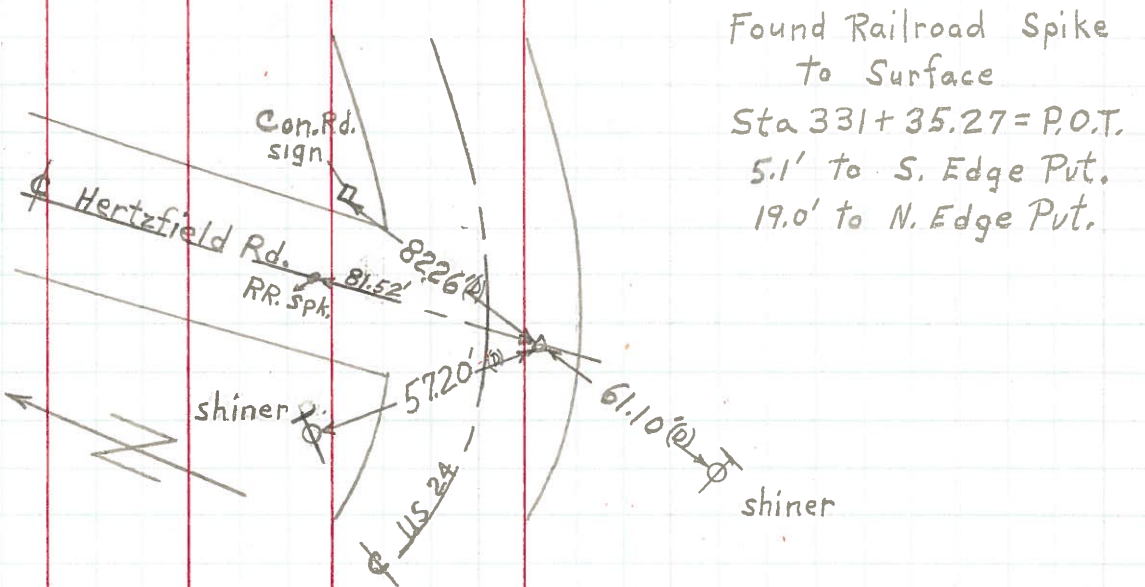 Found Railroad Spike
to Surface
Sta 331+35.27 = P.O.T.
5.1' to S. Edge Pvt.
19.0' to N. Edge Pvt.
Con. Rd.
sign
℄ Hertzfield Rd.
82.26'(D)
81.52'
RR. Spk.
57.20'(D)
shiner
61.10'(D)
shiner
℄ US 24